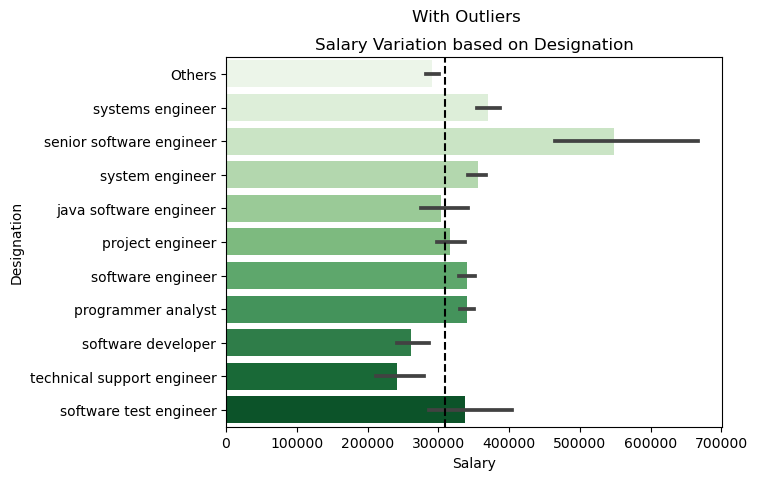 With Outliers
Salary Variation based on Designation
Others
systems engineer
senior software engineer
system engineer
java software engineer
project engineer
software engineer
programmer analyst
software developer
technical support engineer
software test engineer
Designation
0 100000 200000 300000 400000 500000 600000 700000
Salary